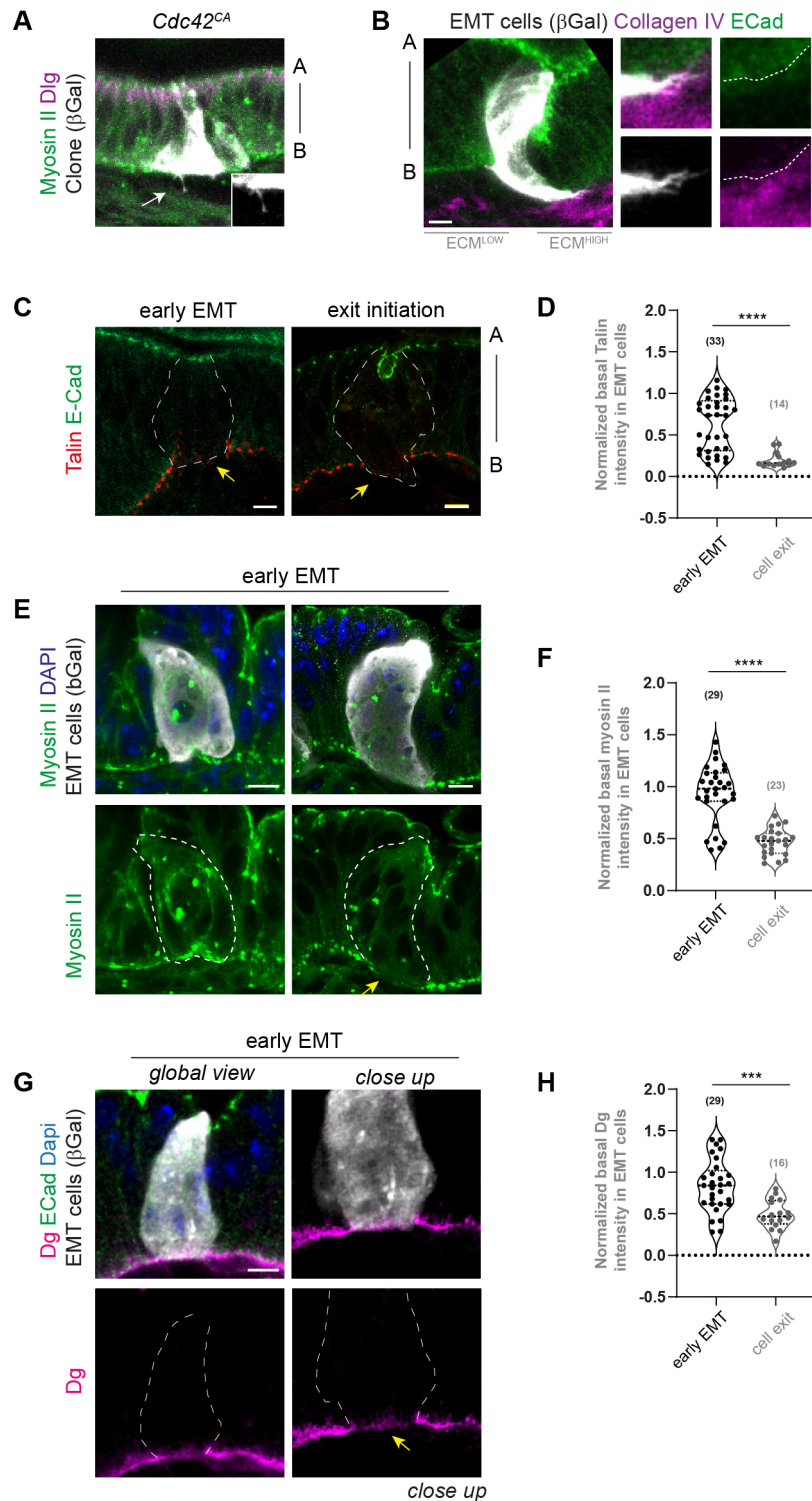 A
Cdc42CA
Myosin II Dlg
Clone (βGal)
A
B
B
EMT cells (βGal) Collagen IV ECad
A
B
ECMLOW
ECMHIGH
C
early EMT
exit initiation
Talin E-Cad
A
B
D
Normalized basal Talin
intensity in EMT cells
2.0
1.5
1.0
0.5
0.0
-0.5
(33)
****
(14)
early EMT
cell exit
E
early EMT
Myosin II DAPI
EMT cells (bGal)
Myosin II
F
Normalized basal myosin II
intensity in EMT cells
2.0
1.5
1.0
0.5
0.0
(29)
****
(23)
early EMT
cell exit
G
early EMT
global view
close up
Dg ECad Dapi
EMT cells (βGal)
Dg
close up
H
Normalized basal Dg
intensity in EMT cells
2.0
1.5
1.0
0.5
0.0
-0.5
(29)
***
(16)
early EMT
cell exit